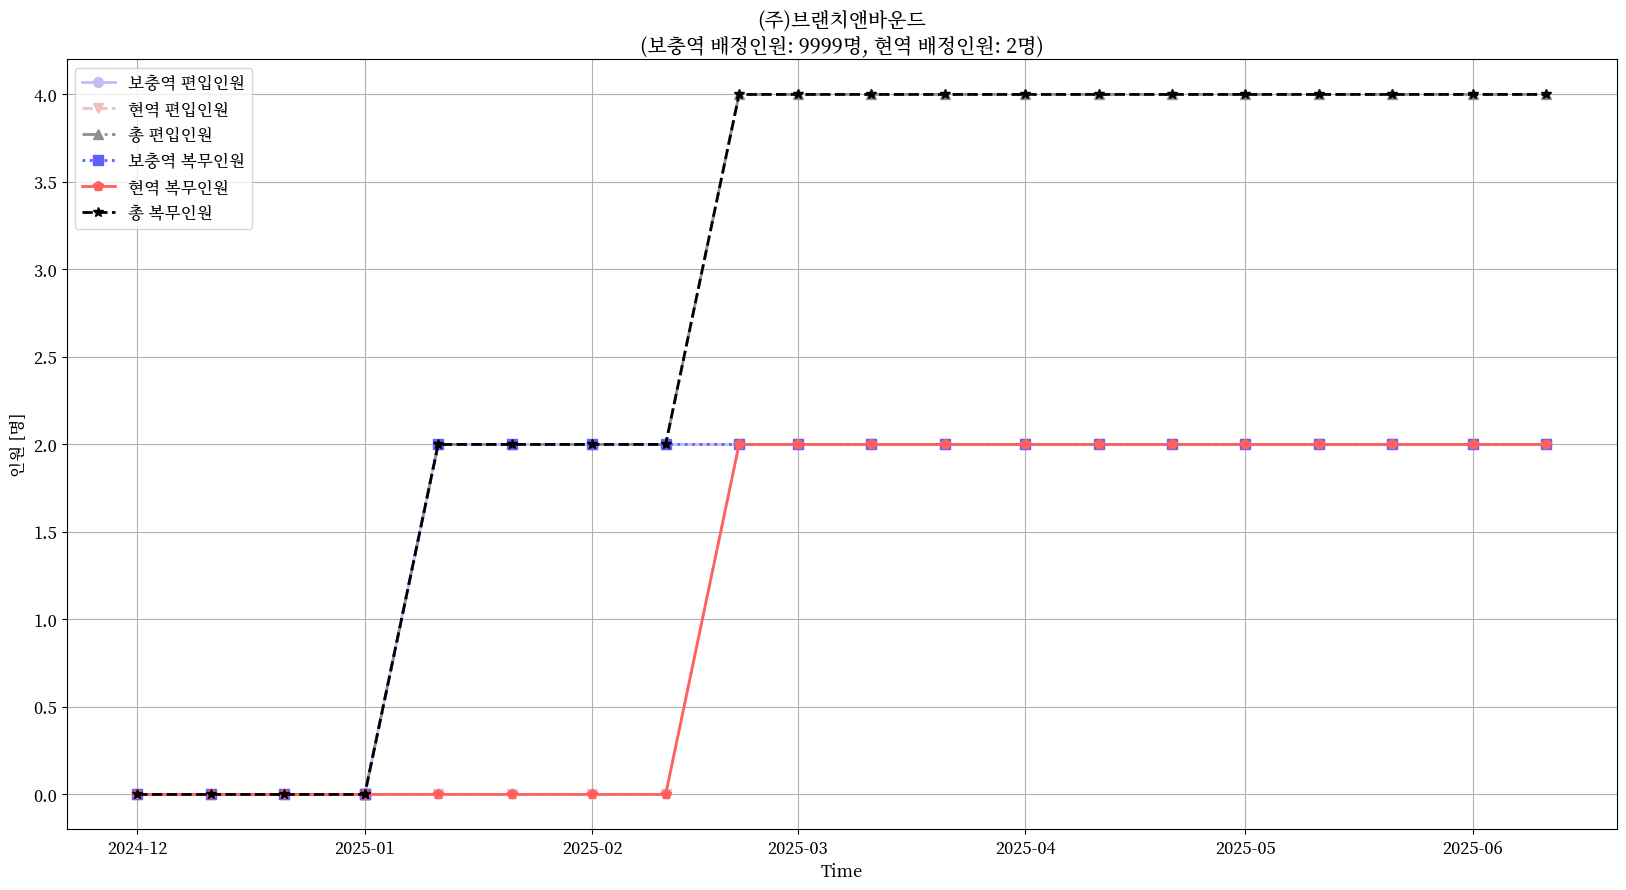 (주)브랜치앤바운드
(보충역 배정인원: 9999명, 현역 배정인원: 2명)
보충역 편입인원
현역 편입인원
총 편입인원
보충역 복무인원
현역 복무인원
총 복무인원
4.0
3.5
3.0
2.5
2.0
1.5
1.0
0.5
0.0
인원 [명]
2024-12
2025-01
2025-02
2025-03
2025-04
2025-05
2025-06
Time